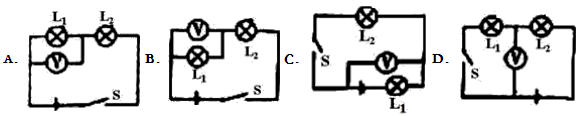 A. L₁ L₂ V S
B. V L₁ L₂ S
C. L₂ S V L₁
D. L₁ L₂ S V